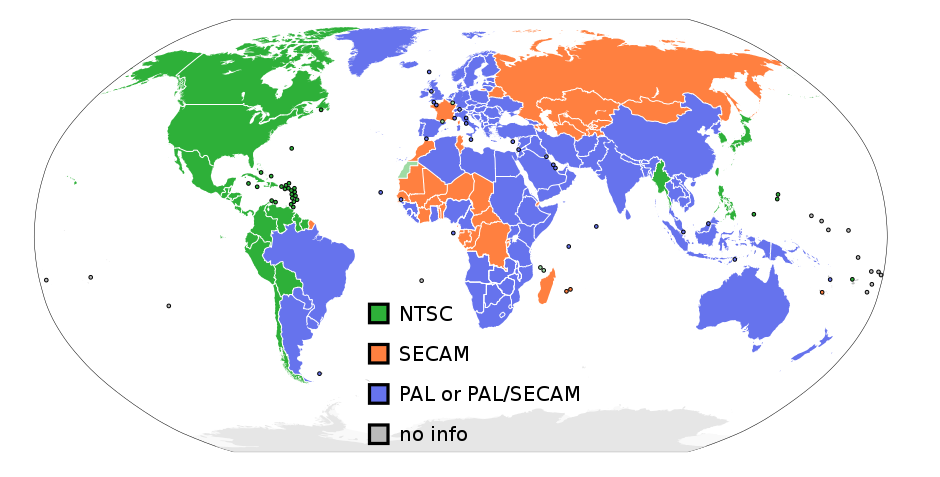 NTSC
SECAM
PAL or PAL/SECAM
no info